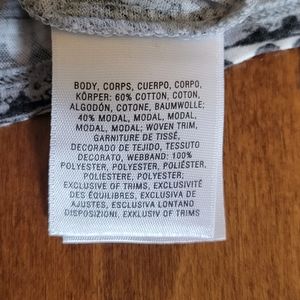 BODY, CORPS, CUERPO, CORPO,
KÖRPER: 60% COTTON, COTON,
ALGODÓN, COTONE, BAUMWOLLE;
40% MODAL, MODAL, MODAL,
MODAL, MODAL; WOVEN TRIM,
GARNITURE DE TISSÉ,
DECORADO DE TEJIDO, TESSUTO
DECORATO, WEBBAND: 100%
POLYESTER, POLYESTER, POLIÉSTER,
POLIESTERE, POLYESTER;
EXCLUSIVE OF TRIMS, EXCLUSIVITÉ
DES ÉQUILIBRES, EXCLUSIVA DE
AJUSTES, ESCLUSIVA LONTANO
DISPOSIZIONI, EXKLUSIV OF TRIMS